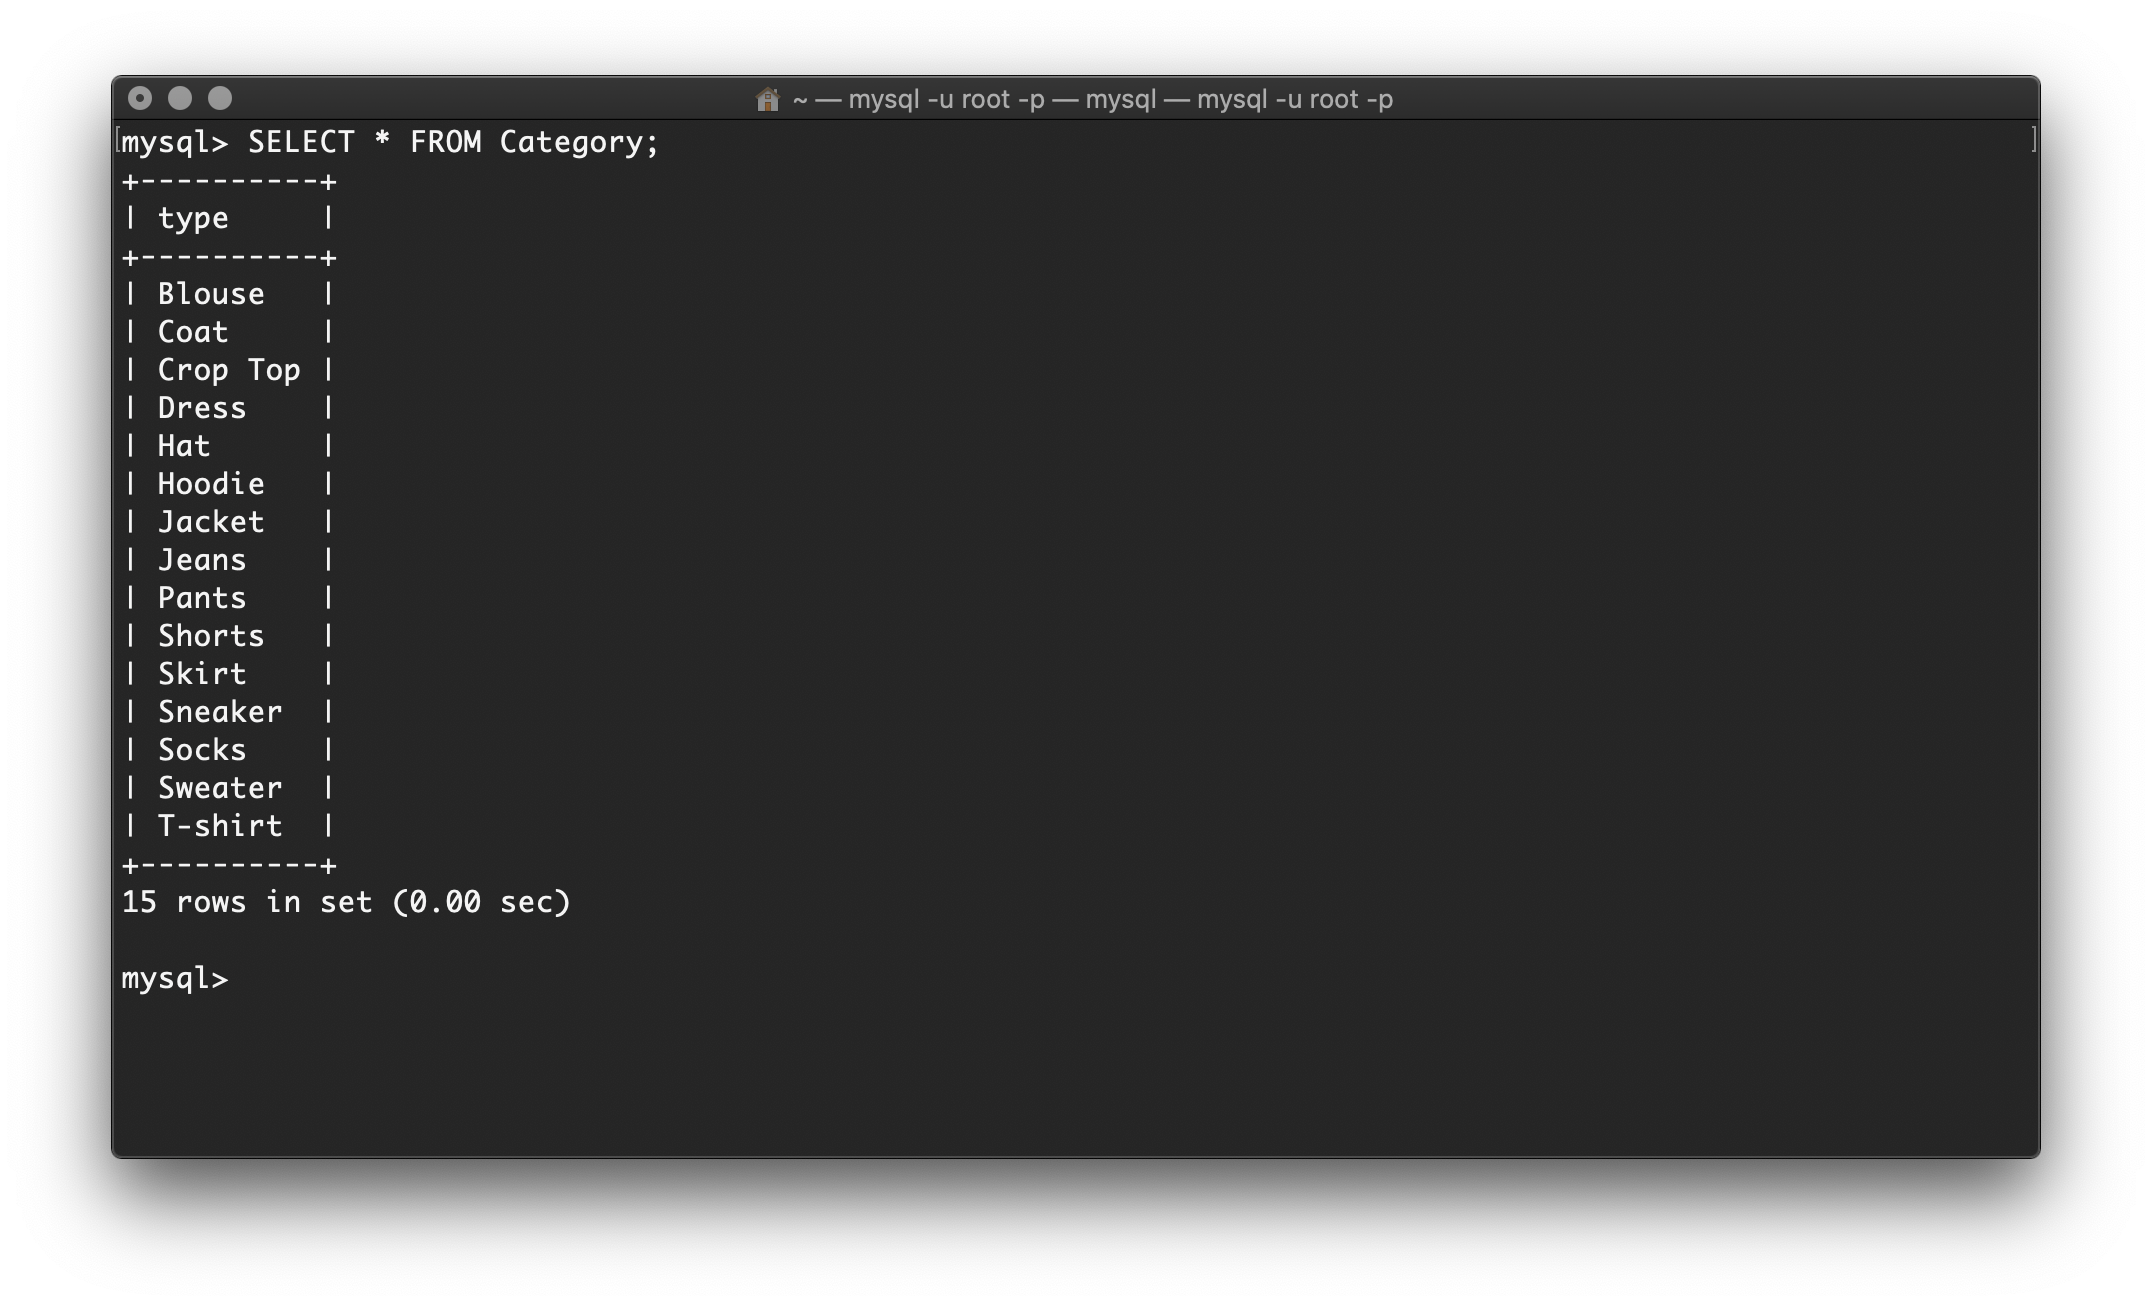 ~ — mysql -u root -p — mysql — mysql -u root -p
[mysql> SELECT * FROM Category; ]
+----------+
| type     |
+----------+
| Blouse   |
| Coat     |
| Crop Top |
| Dress    |
| Hat      |
| Hoodie   |
| Jacket   |
| Jeans    |
| Pants    |
| Shorts   |
| Skirt    |
| Sneaker  |
| Socks    |
| Sweater  |
| T-shirt  |
+----------+
15 rows in set (0.00 sec)
mysql>